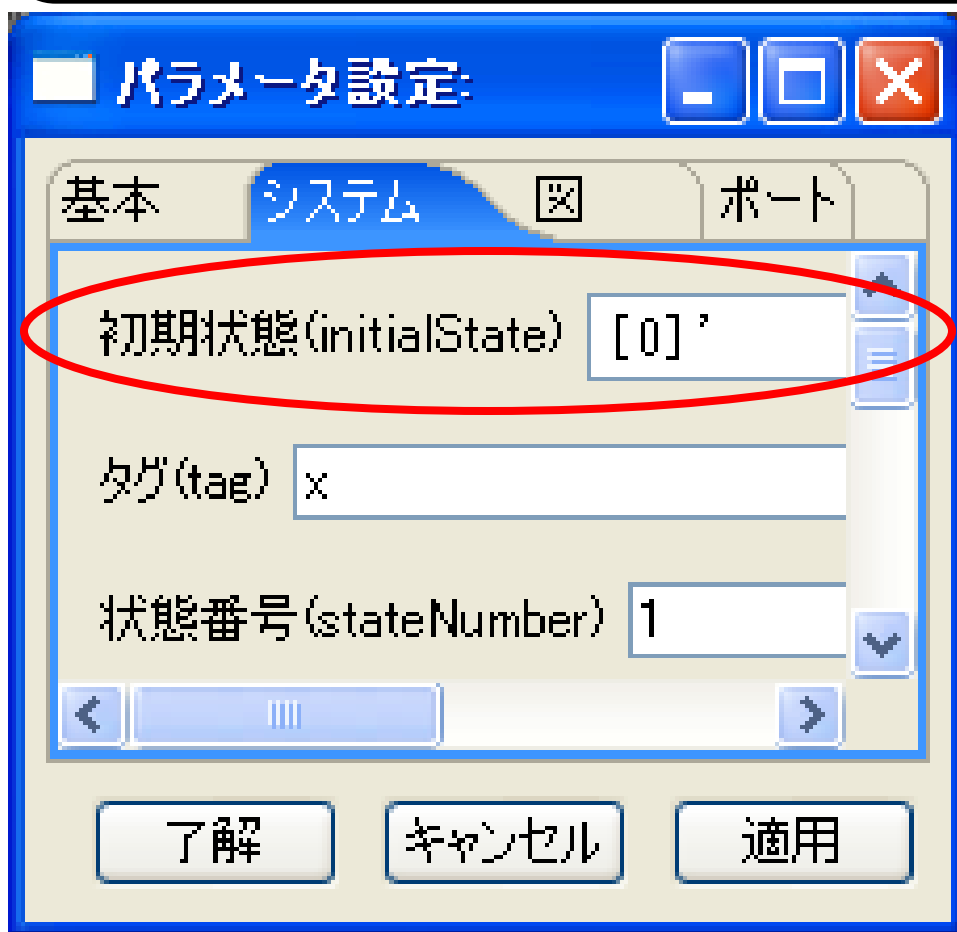 パラメータ設定:
基本 システム 図 ポート
初期状態(initialState) [0]'
タグ(tag) x
状態番号(stateNumber) 1
了解 キャンセル 適用